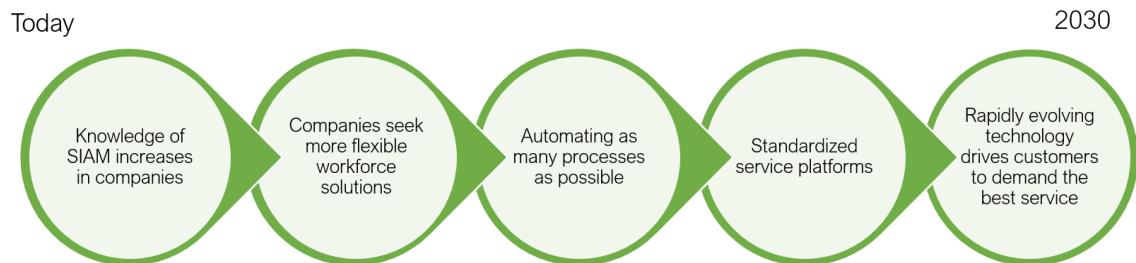 Today
2030
Knowledge of
SIAM increases
in companies
Companies seek
more flexible
workforce
solutions
Automating as
many processes
as possible
Standardized
service platforms
Rapidly evolving
technology
drives customers
to demand the
best service